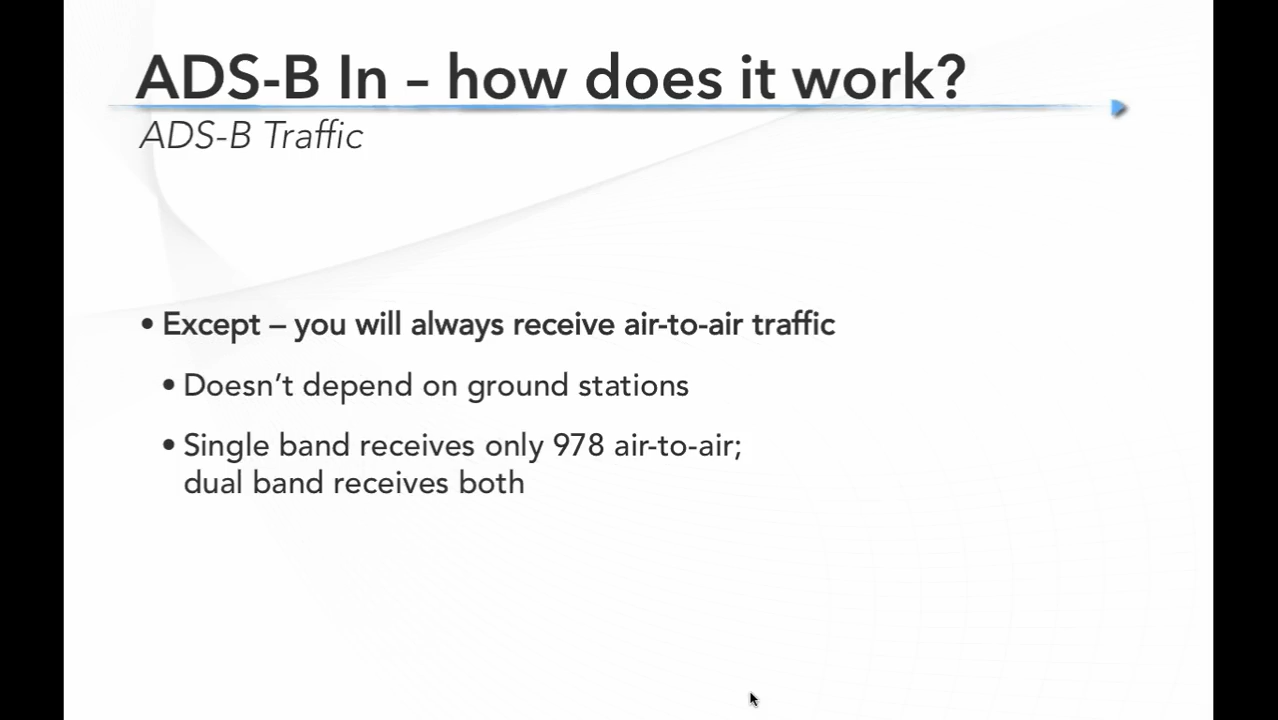 ADS-B In – how does it work?
ADS-B Traffic
• Except – you will always receive air-to-air traffic
• Doesn’t depend on ground stations
• Single band receives only 978 air-to-air;
dual band receives both